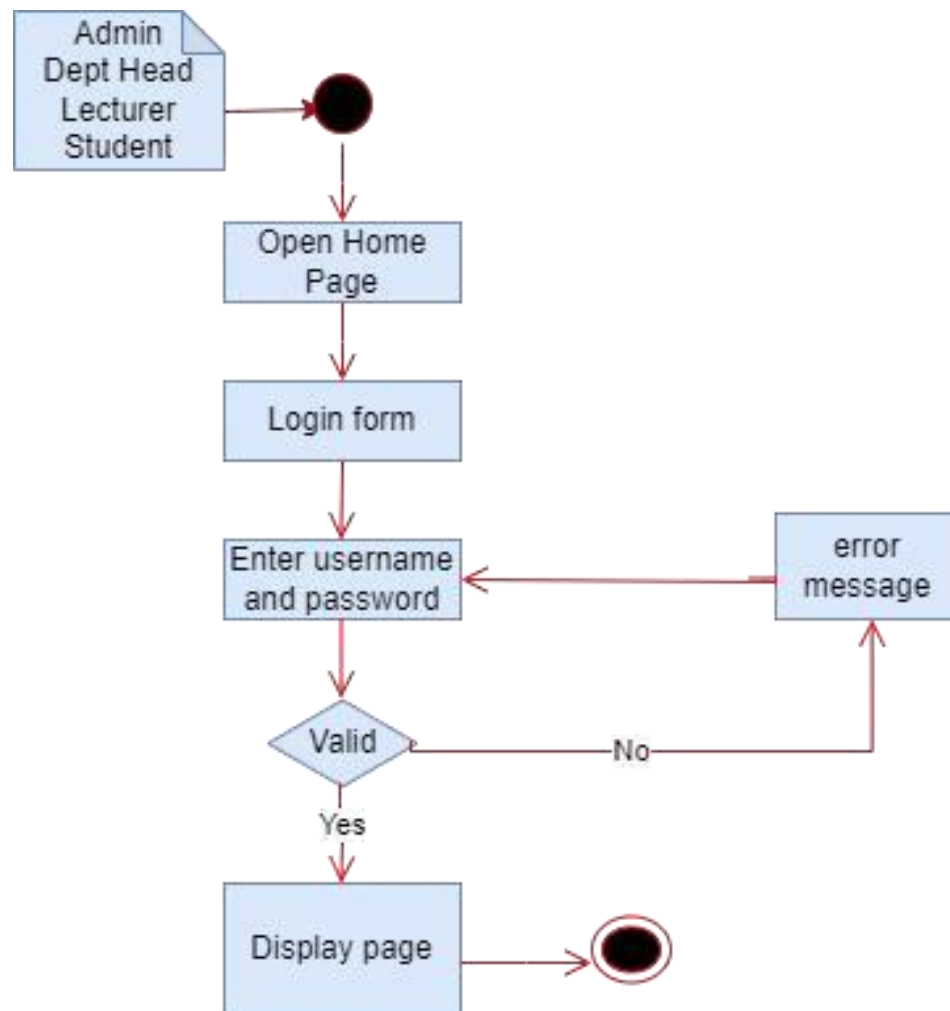 Admin
Dept Head
Lecturer
Student
Open Home
Page
Login form
Enter username
and password
error
message
Valid
No
Yes
Display page